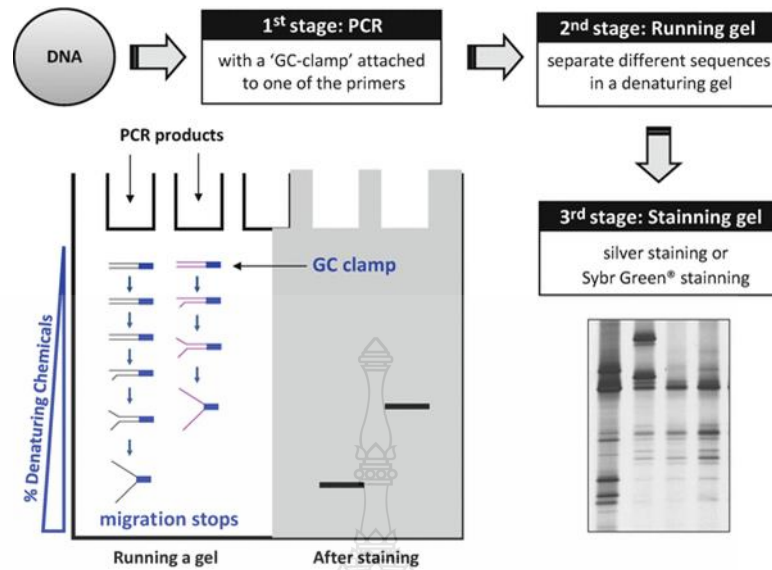 DNA
1st stage: PCR
with a ‘GC-clamp’ attached
to one of the primers
2nd stage: Running gel
separate different sequences
in a denaturing gel
PCR products
3rd stage: Stainning gel
silver staining or
Sybr Green® stainning
GC clamp
% Denaturing Chemicals
migration stops
Running a gel
After staining